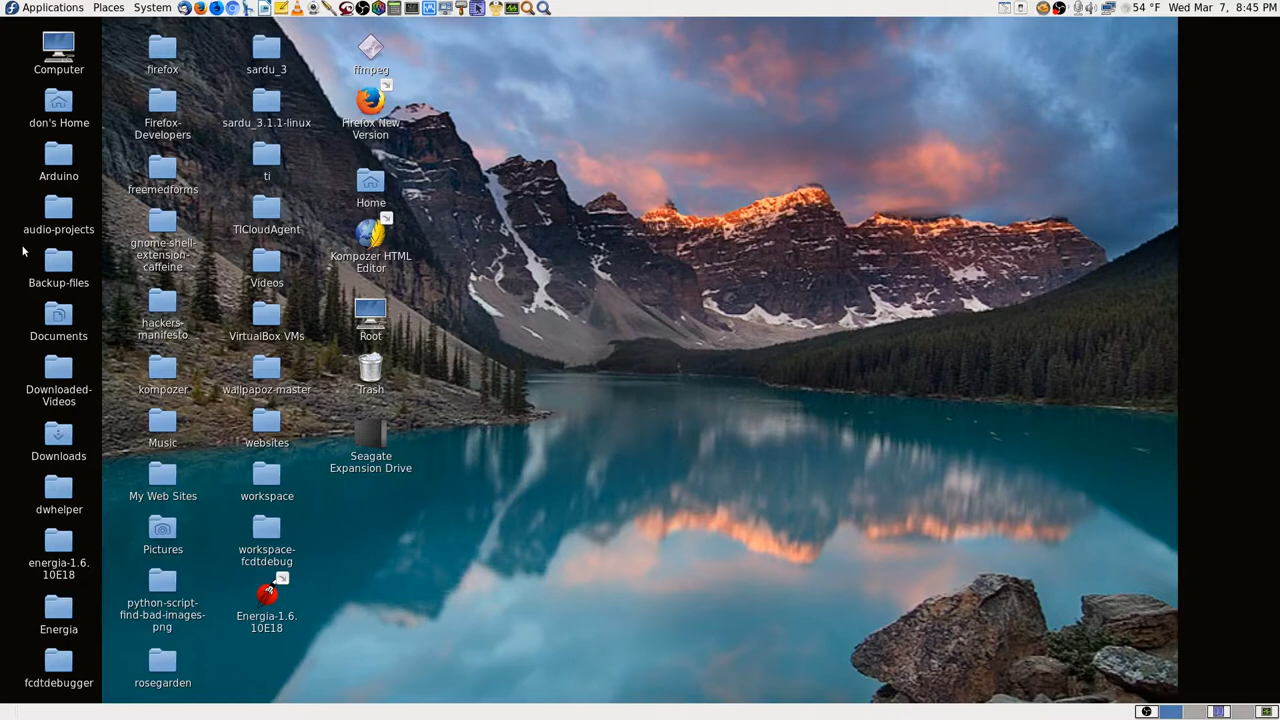 Applications Places System
54 °F Wed Mar 7, 8:45 PM
Computer
don's Home
Arduino
audio-projects
Backup-files
Documents
Downloaded-
Videos
Downloads
dwhelper
energia-1.6.
10E18
Energia
fcdtdebugger
firefox
Firefox-
Developers
freemedforms
gnome-shell-
extension-
caffeine
hackers-
manifesto
kompozer
Music
My Web Sites
Pictures
python-script-
find-bad-images-
png
rosegarden
sardu_3
sardu_3.1.1-linux
ti
TICloudAgent
Videos
VirtualBox VMs
wallpapoz-master
websites
workspace
workspace-
fcdtdebug
Energia-1.6.
10E18
ffmpeg
Firefox New
Version
Home
Kompozer HTML
Editor
Root
Trash
Seagate
Expansion Drive